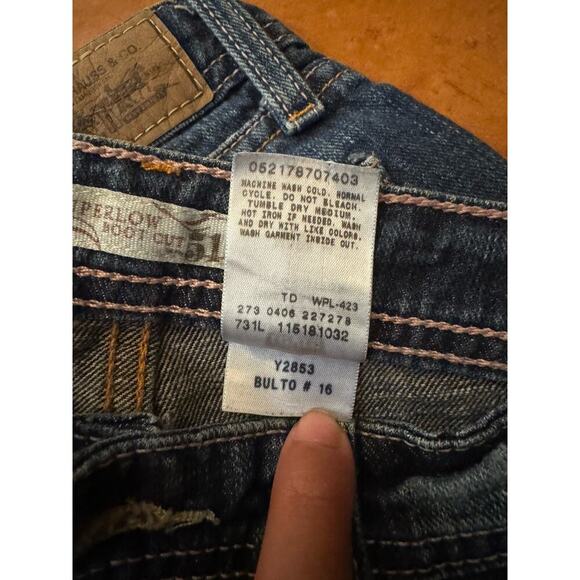 & CO.
052178707403
MACHINE WASH COLD. NORMAL
CYCLE. DO NOT BLEACH.
TUMBLE DRY MEDIUM.
HOT IRON IF NEEDED. WASH
AND DRY WITH LIKE COLORS.
WASH GARMENT INSIDE OUT.
BOOT CUT
TD WPL-423
273 0406 227278
731L 115181032
Y2853
BULTO # 16